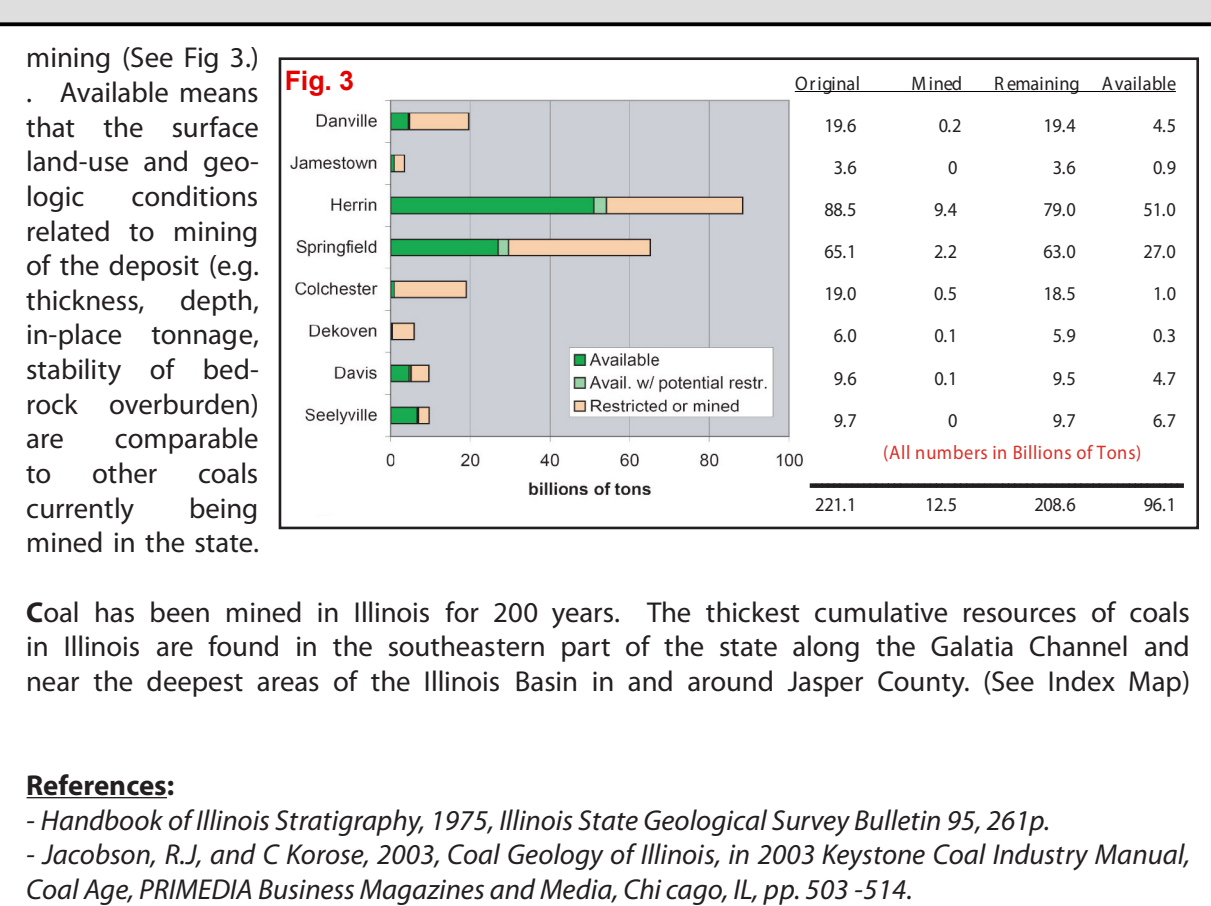 mining (See Fig 3.)
. Available means
that the surface
land-use and geo-
logic conditions
related to mining
of the deposit (e.g.
thickness, depth,
in-place tonnage,
stability of bed-
rock overburden)
are comparable
to other coals
currently being
mined in the state.
Fig. 3
Original Mined Remaining Available
Danville 19.6 0.2 19.4 4.5
Jamestown 3.6 0 3.6 0.9
Herrin 88.5 9.4 79.0 51.0
Springfield 65.1 2.2 63.0 27.0
Colchester 19.0 0.5 18.5 1.0
Dekoven 6.0 0.1 5.9 0.3
Davis 9.6 0.1 9.5 4.7
Seelyville 9.7 0 9.7 6.7
Available
Avail. w/ potential restr.
Restricted or mined
0 20 40 60 80 100
billions of tons
(All numbers in Billions of Tons)
221.1 12.5 208.6 96.1
Coal has been mined in Illinois for 200 years. The thickest cumulative resources of coals
in Illinois are found in the southeastern part of the state along the Galatia Channel and
near the deepest areas of the Illinois Basin in and around Jasper County. (See Index Map)
References:
- Handbook of Illinois Stratigraphy, 1975, Illinois State Geological Survey Bulletin 95, 261p.
- Jacobson, R.J, and C Korose, 2003, Coal Geology of Illinois, in 2003 Keystone Coal Industry Manual,
Coal Age, PRIMEDIA Business Magazines and Media, Chi cago, IL, pp. 503 -514.